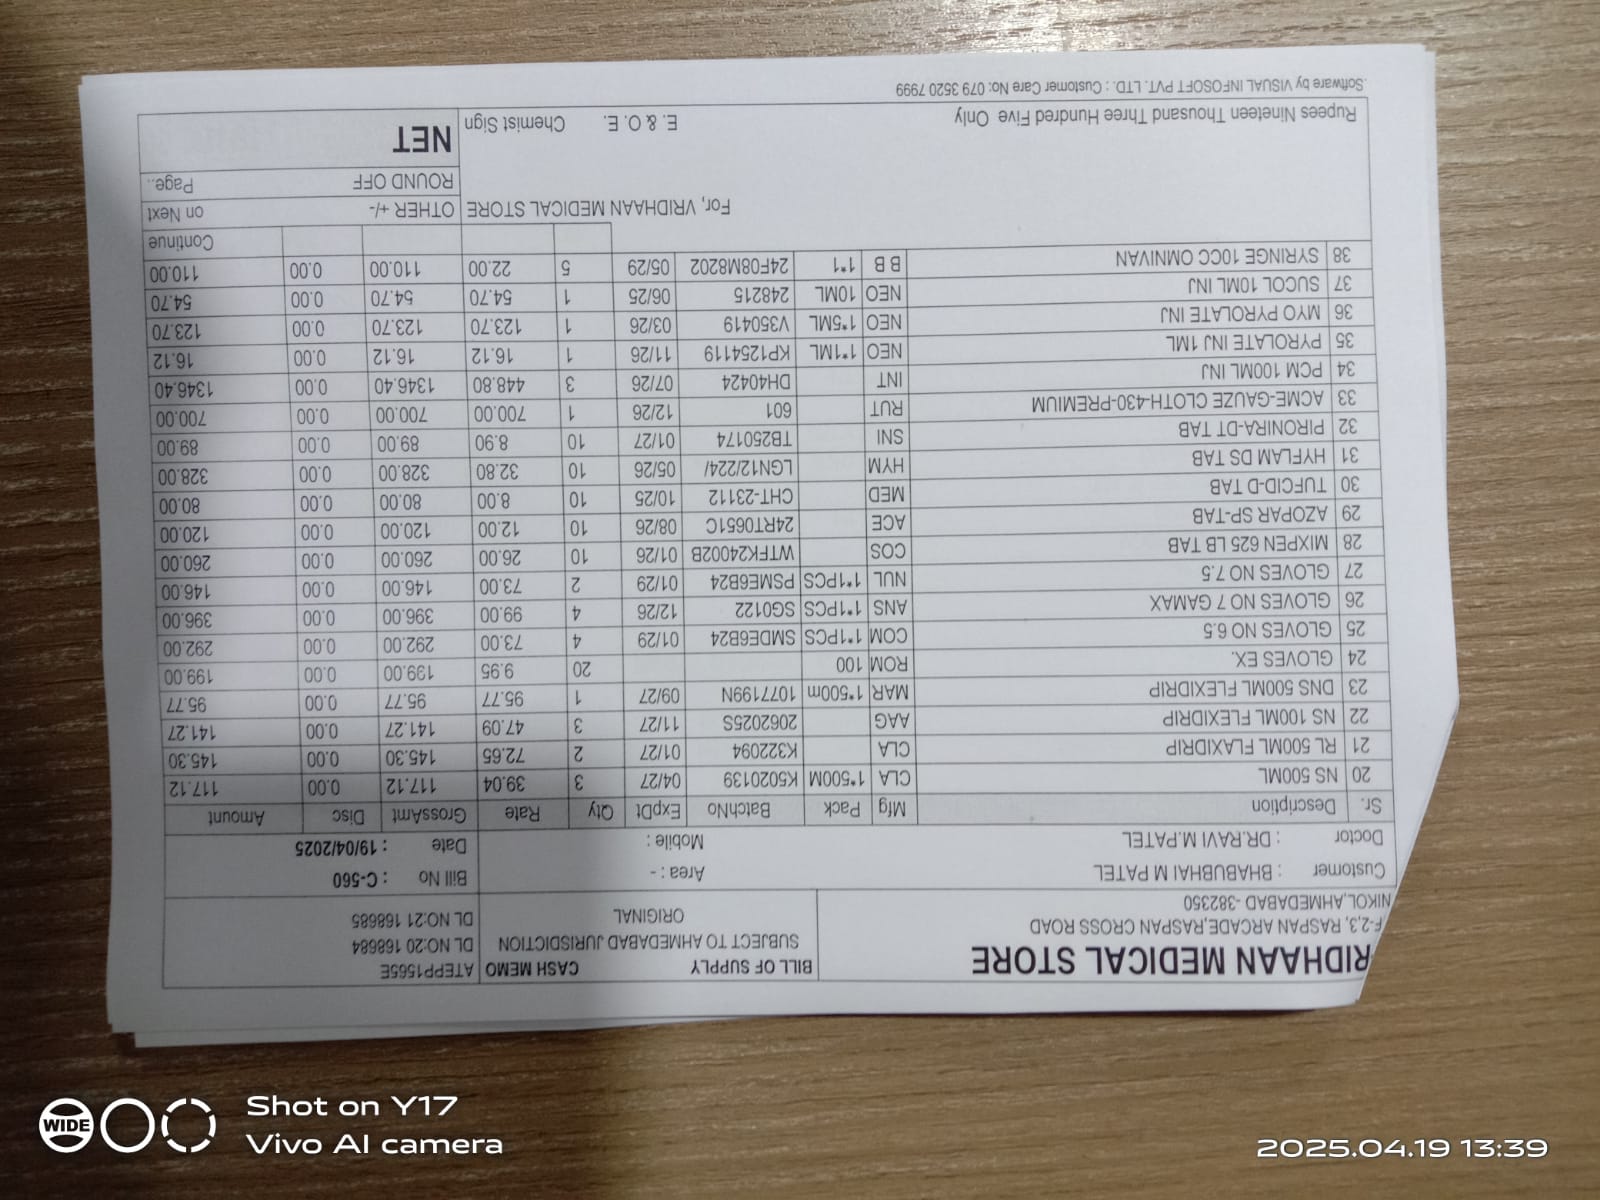 RIDHAAN MEDICAL STORE
F-2,3, RASPAN ARCADE,RASPAN CROSS ROAD
NIKOL,AHMEDABAD -382350
BILL OF SUPPLY CASH MEMO
SUBJECT TO AHMEDABAD JURISDICTION
ORIGINAL
ATEPP1565E
DL NO:20 168684
DL NO:21 168685
Customer : BHABUBHAI M PATEL Area : - Bill No : C-560
Doctor : DR.RAVI M.PATEL Mobile : Date : 19/04/2025
Sr. Description Mfg Pack BatchNo ExpDt Qty Rate GrossAmt Disc Amount
20 NS 500ML CLA 1*500M K5020139 04/27 3 39.04 117.12 0.00 117.12
21 RL 500ML FLAXIDRIP CLA K322094 01/27 2 72.65 145.30 0.00 145.30
22 NS 100ML FLEXIDRIP AAG 2062025S 11/27 3 47.09 141.27 0.00 141.27
23 DNS 500ML FLEXIDRIP MAR 1*500m 1077199N 09/27 1 95.77 95.77 0.00 95.77
24 GLOVES EX. ROM 100 20 9.95 199.00 0.00 199.00
25 GLOVES NO 6.5 COM 1*1PCS SMDE6B24 01/29 4 73.00 292.00 0.00 292.00
26 GLOVES NO 7 GAMAX ANS 1*1PCS SG0122 12/26 4 99.00 396.00 0.00 396.00
27 GLOVES NO 7.5 NUL 1*1PCS PSME6B24 01/29 2 73.00 146.00 0.00 146.00
28 MIXPEN 625 LB TAB COS WTFK24002B 01/26 10 26.00 260.00 0.00 260.00
29 AZOPAR SP-TAB ACE 24RT0651C 08/26 10 12.00 120.00 0.00 120.00
30 TUFCID-D TAB MED CHT-23112 10/25 10 8.00 80.00 0.00 80.00
31 HYFLAM DS TAB HYM LGN12/224/ 05/26 10 32.80 328.00 0.00 328.00
32 PIRONIRA-DT TAB SNI TB250174 01/27 10 8.90 89.00 0.00 89.00
33 ACME-GAUZE CLOTH-430-PREMIUM RUT 601 12/26 1 700.00 700.00 0.00 700.00
34 PCM 100ML INJ INT DH40424 07/26 3 448.80 1346.40 0.00 1346.40
35 PYROLATE INJ 1ML NEO 1*1ML KP1254119 11/26 1 16.12 16.12 0.00 16.12
36 MYO PYROLATE INJ NEO 1*5ML V350419 03/26 1 123.70 123.70 0.00 123.70
37 SUCOL 10ML INJ NEO 10ML 248215 06/25 1 54.70 54.70 0.00 54.70
38 SYRINGE 10CC OMNIVAN B B 1*1 24F08M8202 05/29 5 22.00 110.00 0.00 110.00
Continue
For, VRIDHAAN MEDICAL STORE OTHER +/- on Next
ROUND OFF Page..
Rupees Nineteen Thousand Three Hundred Five Only E. & O. E. Chemist Sign NET
Software by VISUAL INFOSOFT PVT. LTD. : Customer Care No: 079 3520 7999
WIDE
Shot on Y17
Vivo AI camera
2025.04.19 13:39